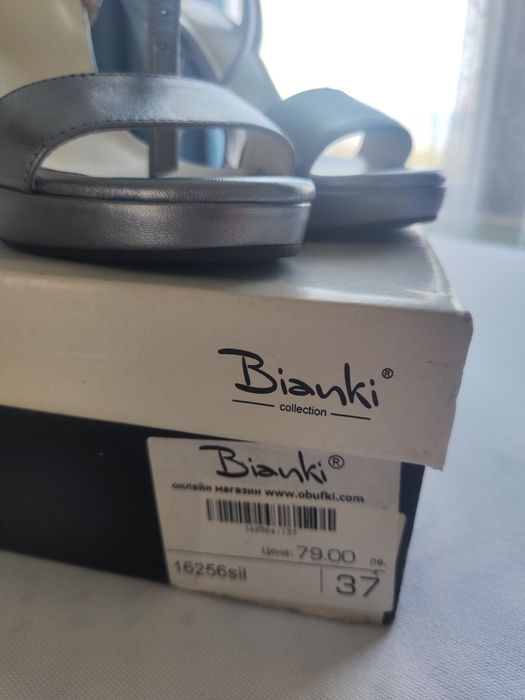 Bianki®
collection
Bianki®
онлайн магазин www.obufki.com
Цена: 79.00 лв.
16256sil
37